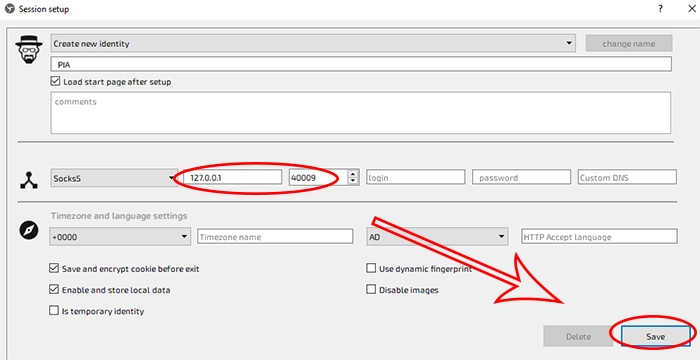 Session setup
?
Create new identity
change name
PIA
Load start page after setup
comments
Socks5
127.0.0.1
40009
login
password
Custom DNS
Timezone and language settings
+0000
Timezone name
AD
HTTP Accept language
Save and encrypt cookie before exit
Use dynamic fingerprint
Enable and store local data
Disable images
Is temporary identity
Delete
Save